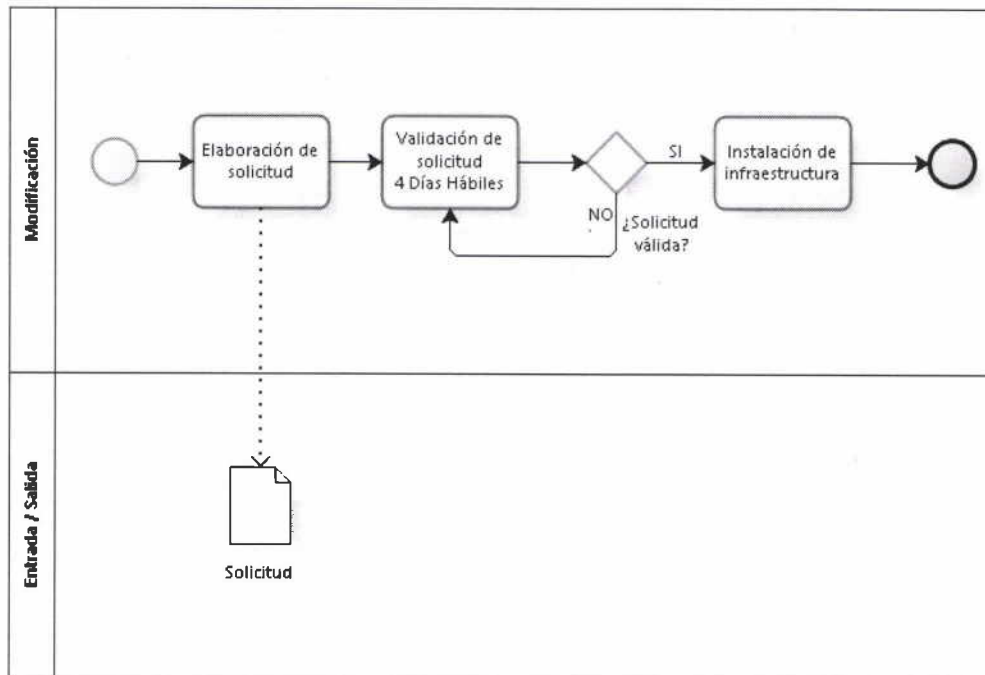 Modificación
Elaboración de
solicitud
Validación de
solicitud
4 Días Hábiles
SI
NO
¿Solicitud
válida?
Instalación de
infraestructura
Entrada / Salida
Solicitud